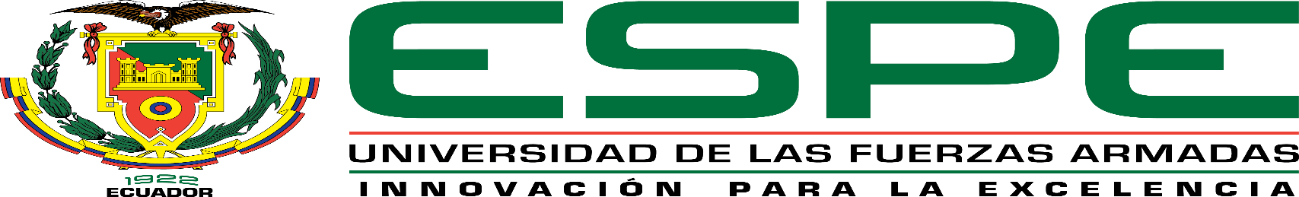 1922
ECUADOR
ESPE
UNIVERSIDAD DE LAS FUERZAS ARMADAS
INNOVACIÓN PARA LA EXCELENCIA